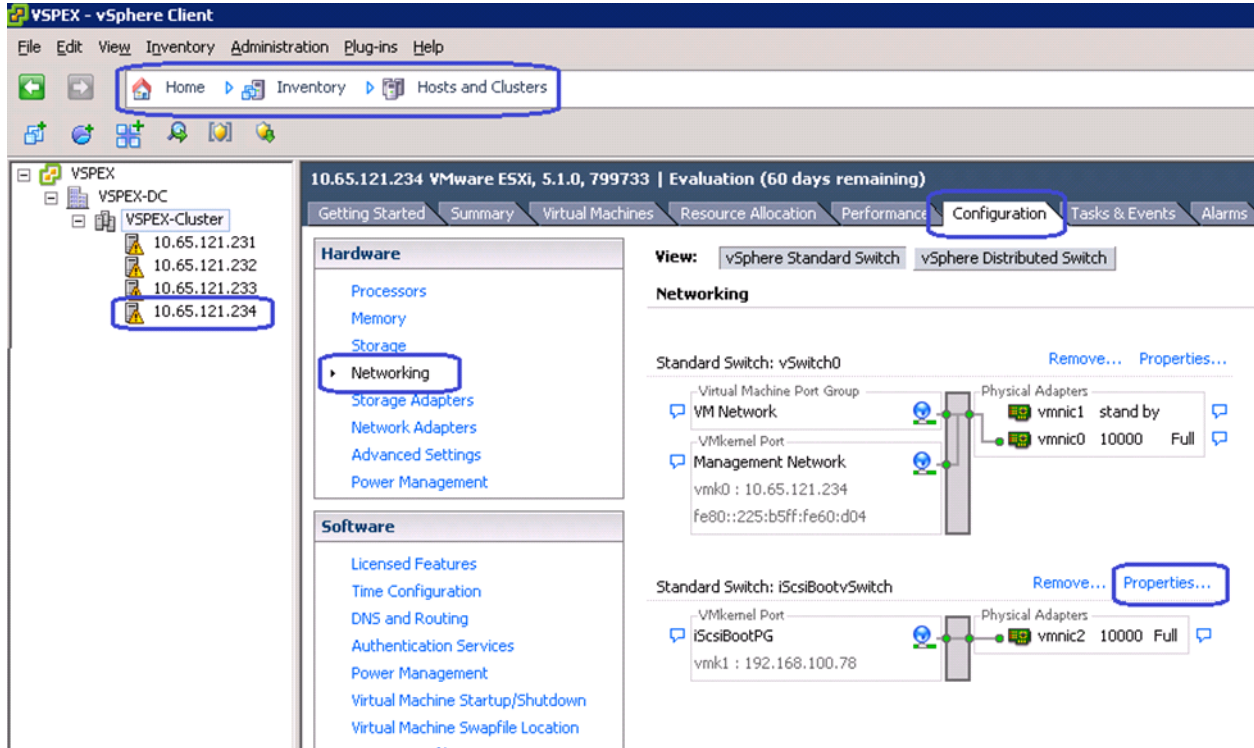 VSPEX - vSphere Client
File Edit View Inventory Administration Plug-ins Help
Home Inventory Hosts and Clusters
VSPEX
VSPEX-DC
VSPEX-Cluster
10.65.121.231
10.65.121.232
10.65.121.233
10.65.121.234
10.65.121.234 VMware ESXi, 5.1.0, 799733 | Evaluation (60 days remaining)
Getting Started Summary Virtual Machines Resource Allocation Performance Configuration Tasks & Events Alarms
Hardware
Processors
Memory
Storage
Networking
Storage Adapters
Network Adapters
Advanced Settings
Power Management
Software
Licensed Features
Time Configuration
DNS and Routing
Authentication Services
Power Management
Virtual Machine Startup/Shutdown
Virtual Machine Swapfile Location
View: vSphere Standard Switch vSphere Distributed Switch
Networking
Standard Switch: vSwitch0 Remove... Properties...
Virtual Machine Port Group Physical Adapters
VM Network vmnic1 stand by
vmnic0 10000 Full
VMkernel Port
Management Network
vmk0 : 10.65.121.234
fe80::225:b5ff:fe60:d04
Standard Switch: iScsiBootvSwitch Remove... Properties...
VMkernel Port Physical Adapters
iScsiBootPG vmnic2 10000 Full
vmk1 : 192.168.100.78